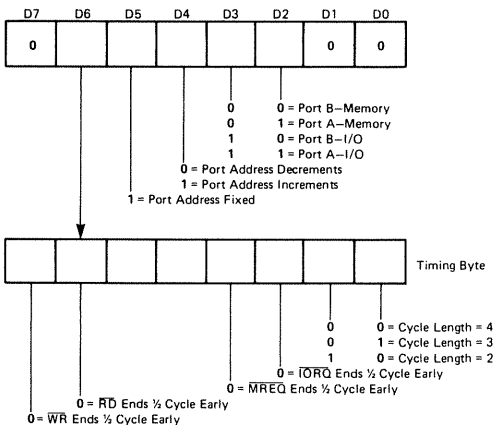 D7 D6 D5 D4 D3 D2 D1 D0
0 0 0
0 0 = Port B–Memory
0 1 = Port A–Memory
1 0 = Port B–I/O
1 1 = Port A–I/O
0 = Port Address Decrements
1 = Port Address Increments
1 = Port Address Fixed
Timing Byte
0 0 = Cycle Length = 4
0 1 = Cycle Length = 3
1 0 = Cycle Length = 2
0 = IORQ Ends ½ Cycle Early
0 = MREQ Ends ½ Cycle Early
0 = RD Ends ½ Cycle Early
0 = WR Ends ½ Cycle Early